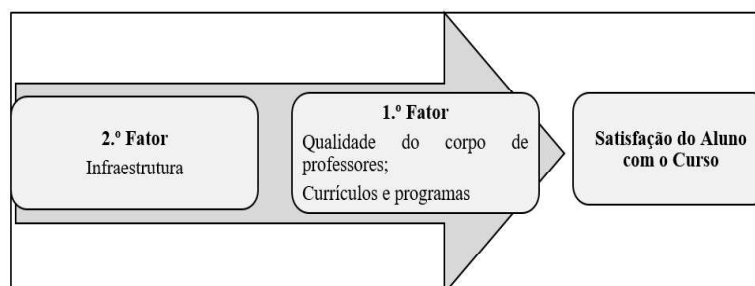 2.º Fator
Infraestrutura
1.º Fator
Qualidade do corpo de
professores;
Currículos e programas
Satisfação do Aluno
com o Curso